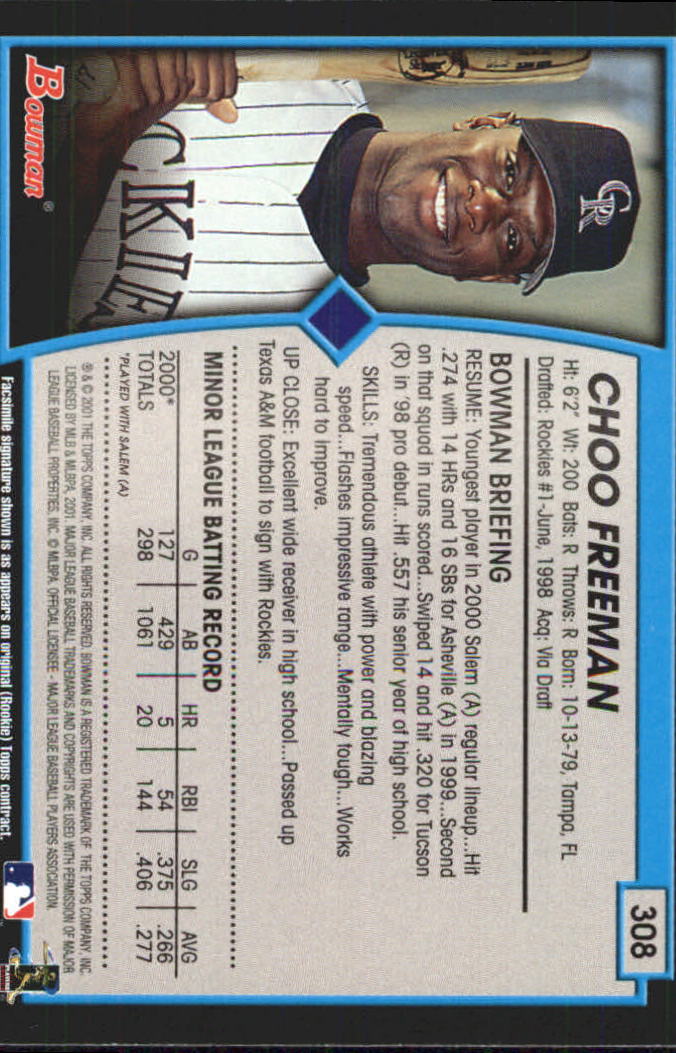 308
CHOO FREEMAN
Ht: 6'2" Wt: 200 Bats: R Throws: R Born: 10-13-79, Tampa, FL
Drafted: Rockies #1-June, 1998 Acq: Via Draft
BOWMAN BRIEFING
RESUME: Youngest player in 2000 Salem (A) regular lineup...Hit
.274 with 14 HRs and 16 SBs for Asheville (A) in 1999...Second
on that squad in runs scored...Swiped 14 and hit .320 for Tucson
(R) in '98 pro debut...Hit .557 his senior year of high school.
SKILLS: Tremendous athlete with power and blazing
speed...Flashes impressive range...Mentally tough...Works
hard to improve.
UP CLOSE: Excellent wide receiver in high school...Passed up
Texas A&M football to sign with Rockies.
MINOR LEAGUE BATTING RECORD
G AB HR RBI SLG AVG
2000* 127 429 5 54 .375 .266
TOTALS 298 1061 20 144 .406 .277
*PLAYED WITH SALEM (A)
® & © 2001 THE TOPPS COMPANY, INC. ALL RIGHTS RESERVED. BOWMAN IS A REGISTERED TRADEMARK OF THE TOPPS COMPANY, INC.
LICENSED BY MLB & MLBPA, 2001. MAJOR LEAGUE BASEBALL TRADEMARKS AND COPYRIGHTS ARE USED WITH PERMISSION OF MAJOR
LEAGUE BASEBALL PROPERTIES, INC. © MLBPA. OFFICIAL LICENSEE - MAJOR LEAGUE BASEBALL PLAYERS ASSOCIATION.
Facsimile signature shown is as appears on original (Rookie) Topps contract.
Bowman®
CR
CKIE